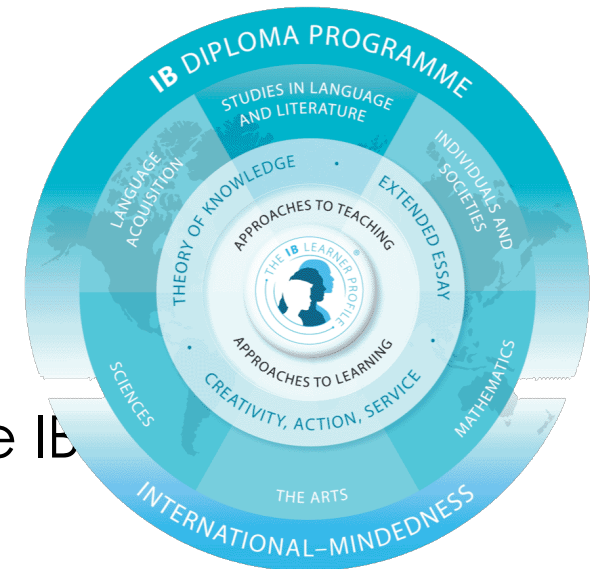 IB DIPLOMA PROGRAMME
STUDIES IN LANGUAGE
AND LITERATURE
LANGUAGE
ACQUISITION
INDIVIDUALS AND
SOCIETIES
THEORY OF KNOWLEDGE
EXTENDED ESSAY
APPROACHES TO TEACHING
THE IB LEARNER PROFILE®
APPROACHES TO LEARNING
CREATIVITY, ACTION, SERVICE
SCIENCES
MATHEMATICS
e IB
THE ARTS
INTERNATIONAL–MINDEDNESS